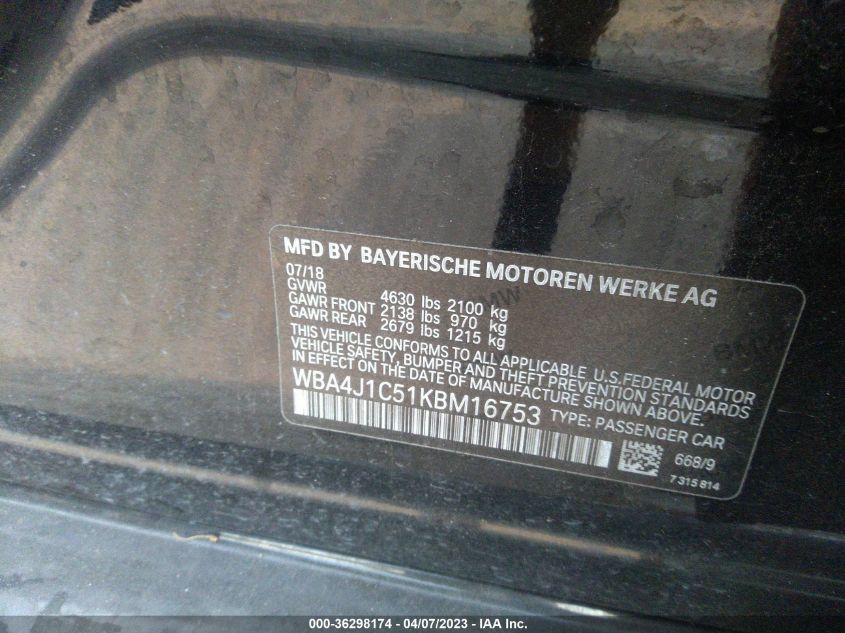 MFD BY BAYERISCHE MOTOREN WERKE AG
07/18
GVWR 4630 lbs 2100 kg
GAWR FRONT 2138 lbs 970 kg
GAWR REAR 2679 lbs 1215 kg
THIS VEHICLE CONFORMS TO ALL APPLICABLE U.S.FEDERAL MOTOR
VEHICLE SAFETY, BUMPER AND THEFT PREVENTION STANDARDS
IN EFFECT ON THE DATE OF MANUFACTURE SHOWN ABOVE.
WBA4J1C51KBM16753 TYPE: PASSENGER CAR
668/9
7 315 814
000-36298174 - 04/07/2023 - IAA Inc.